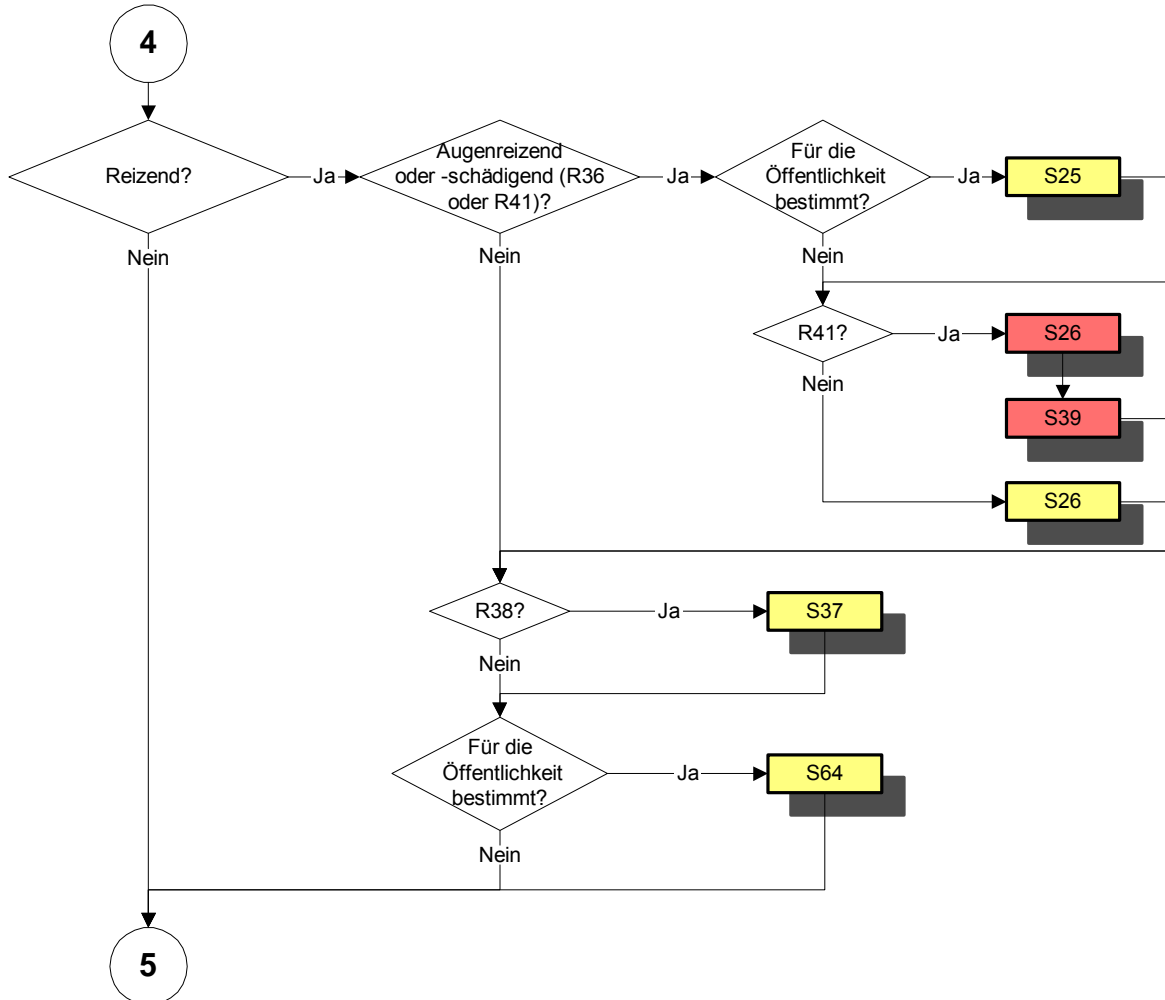 4
Reizend?
Ja
Augenreizend
oder -schädigend (R36
oder R41)?
Ja
Für die
Öffentlichkeit
bestimmt?
Ja
S25
Nein
Nein
Nein
R41?
Ja
S26
Nein
S39
S26
R38?
Ja
S37
Nein
Für die
Öffentlichkeit
bestimmt?
Ja
S64
Nein
5